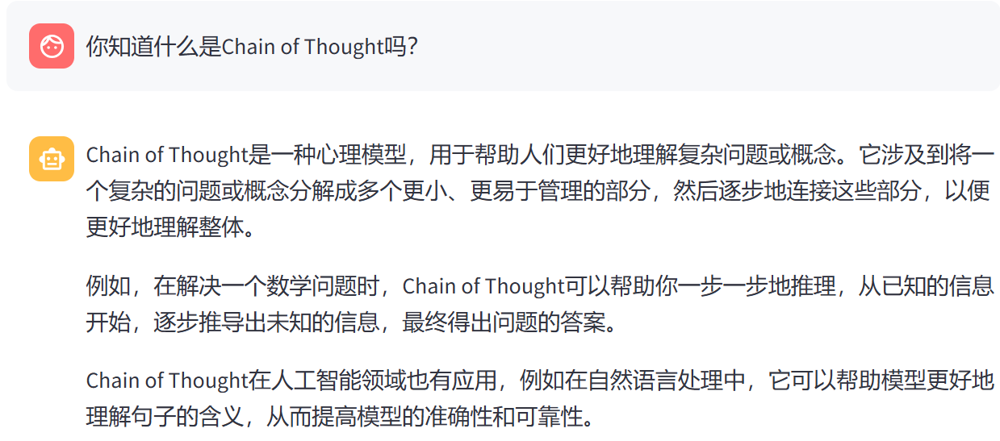 你知道什么是Chain of Thought吗？
Chain of Thought是一种心理模型，用于帮助人们更好地理解复杂问题或概念。它涉及到将一
个复杂的问题或概念分解成多个更小、更易于管理的部分，然后逐步地连接这些部分，以便
更好地理解整体。
例如，在解决一个数学问题时，Chain of Thought可以帮助你一步一步地推理，从已知的信息
开始，逐步推导出未知的信息，最终得出问题的答案。
Chain of Thought在人工智能领域也有应用，例如在自然语言处理中，它可以帮助模型更好地
理解句子的含义，从而提高模型的准确性和可靠性。